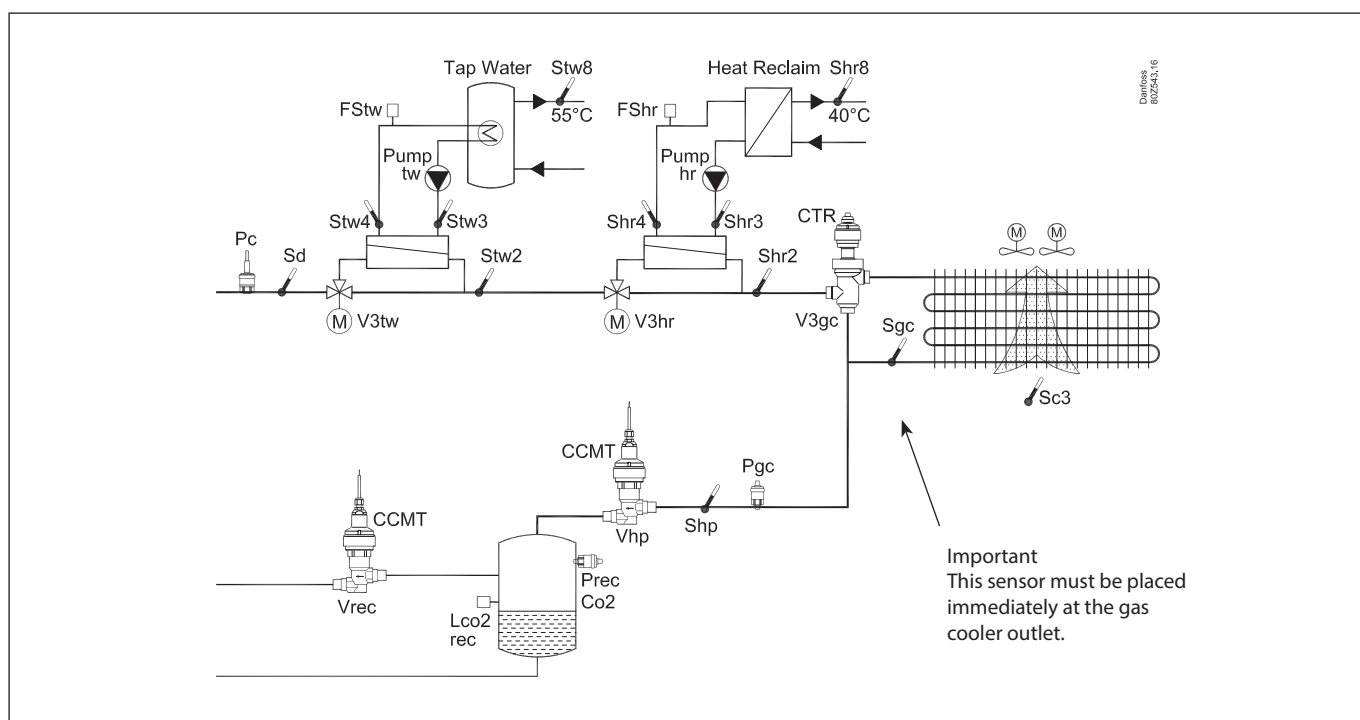 Danfoss
80Z543.16
Tap Water
Stw8
Heat Reclaim
Shr8
FStw
55°C
FShr
40°C
Pump
tw
Pump
hr
Stw4
Stw3
Shr4
Shr3
CTR
M
M
Pc
Sd
Stw2
Shr2
M
V3tw
M
V3hr
V3gc
Sgc
Sc3
CCMT
Pgc
CCMT
Shp
Vhp
Prec
Co2
Vrec
Lco2
rec
Important
This sensor must be placed
immediately at the gas
cooler outlet.